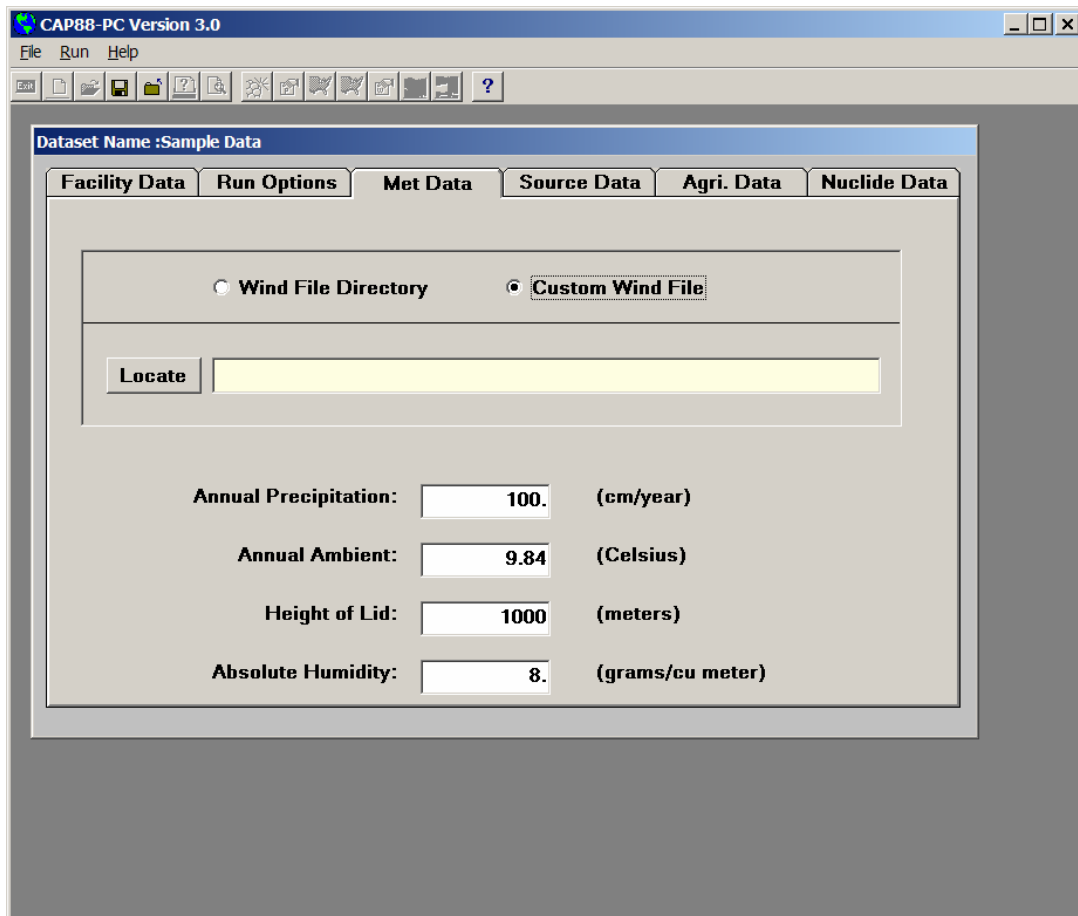 CAP88-PC Version 3.0
File Run Help
Exit ? ?
Dataset Name :Sample Data
Facility Data Run Options Met Data Source Data Agri. Data Nuclide Data
Wind File Directory Custom Wind File
Locate
Annual Precipitation: 100. (cm/year)
Annual Ambient: 9.84 (Celsius)
Height of Lid: 1000 (meters)
Absolute Humidity: 8. (grams/cu meter)